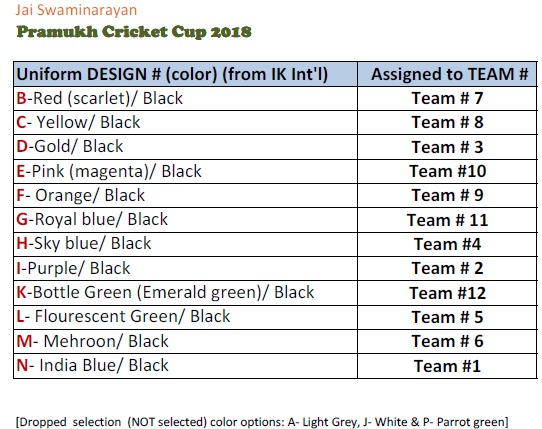 Jai Swaminarayan
Pramukh Cricket Cup 2018
Uniform DESIGN # (color) (from IK Int'l) Assigned to TEAM #
B-Red (scarlet)/ Black Team # 7
C- Yellow/ Black Team # 8
D-Gold/ Black Team # 3
E-Pink (magenta)/ Black Team #10
F- Orange/ Black Team # 9
G-Royal blue/ Black Team # 11
H-Sky blue/ Black Team #4
I-Purple/ Black Team # 2
K-Bottle Green (Emerald green)/ Black Team #12
L- Flourescent Green/ Black Team # 5
M- Mehroon/ Black Team # 6
N- India Blue/ Black Team #1
[Dropped selection (NOT selected) color options: A- Light Grey, J- White & P- Parrot green]